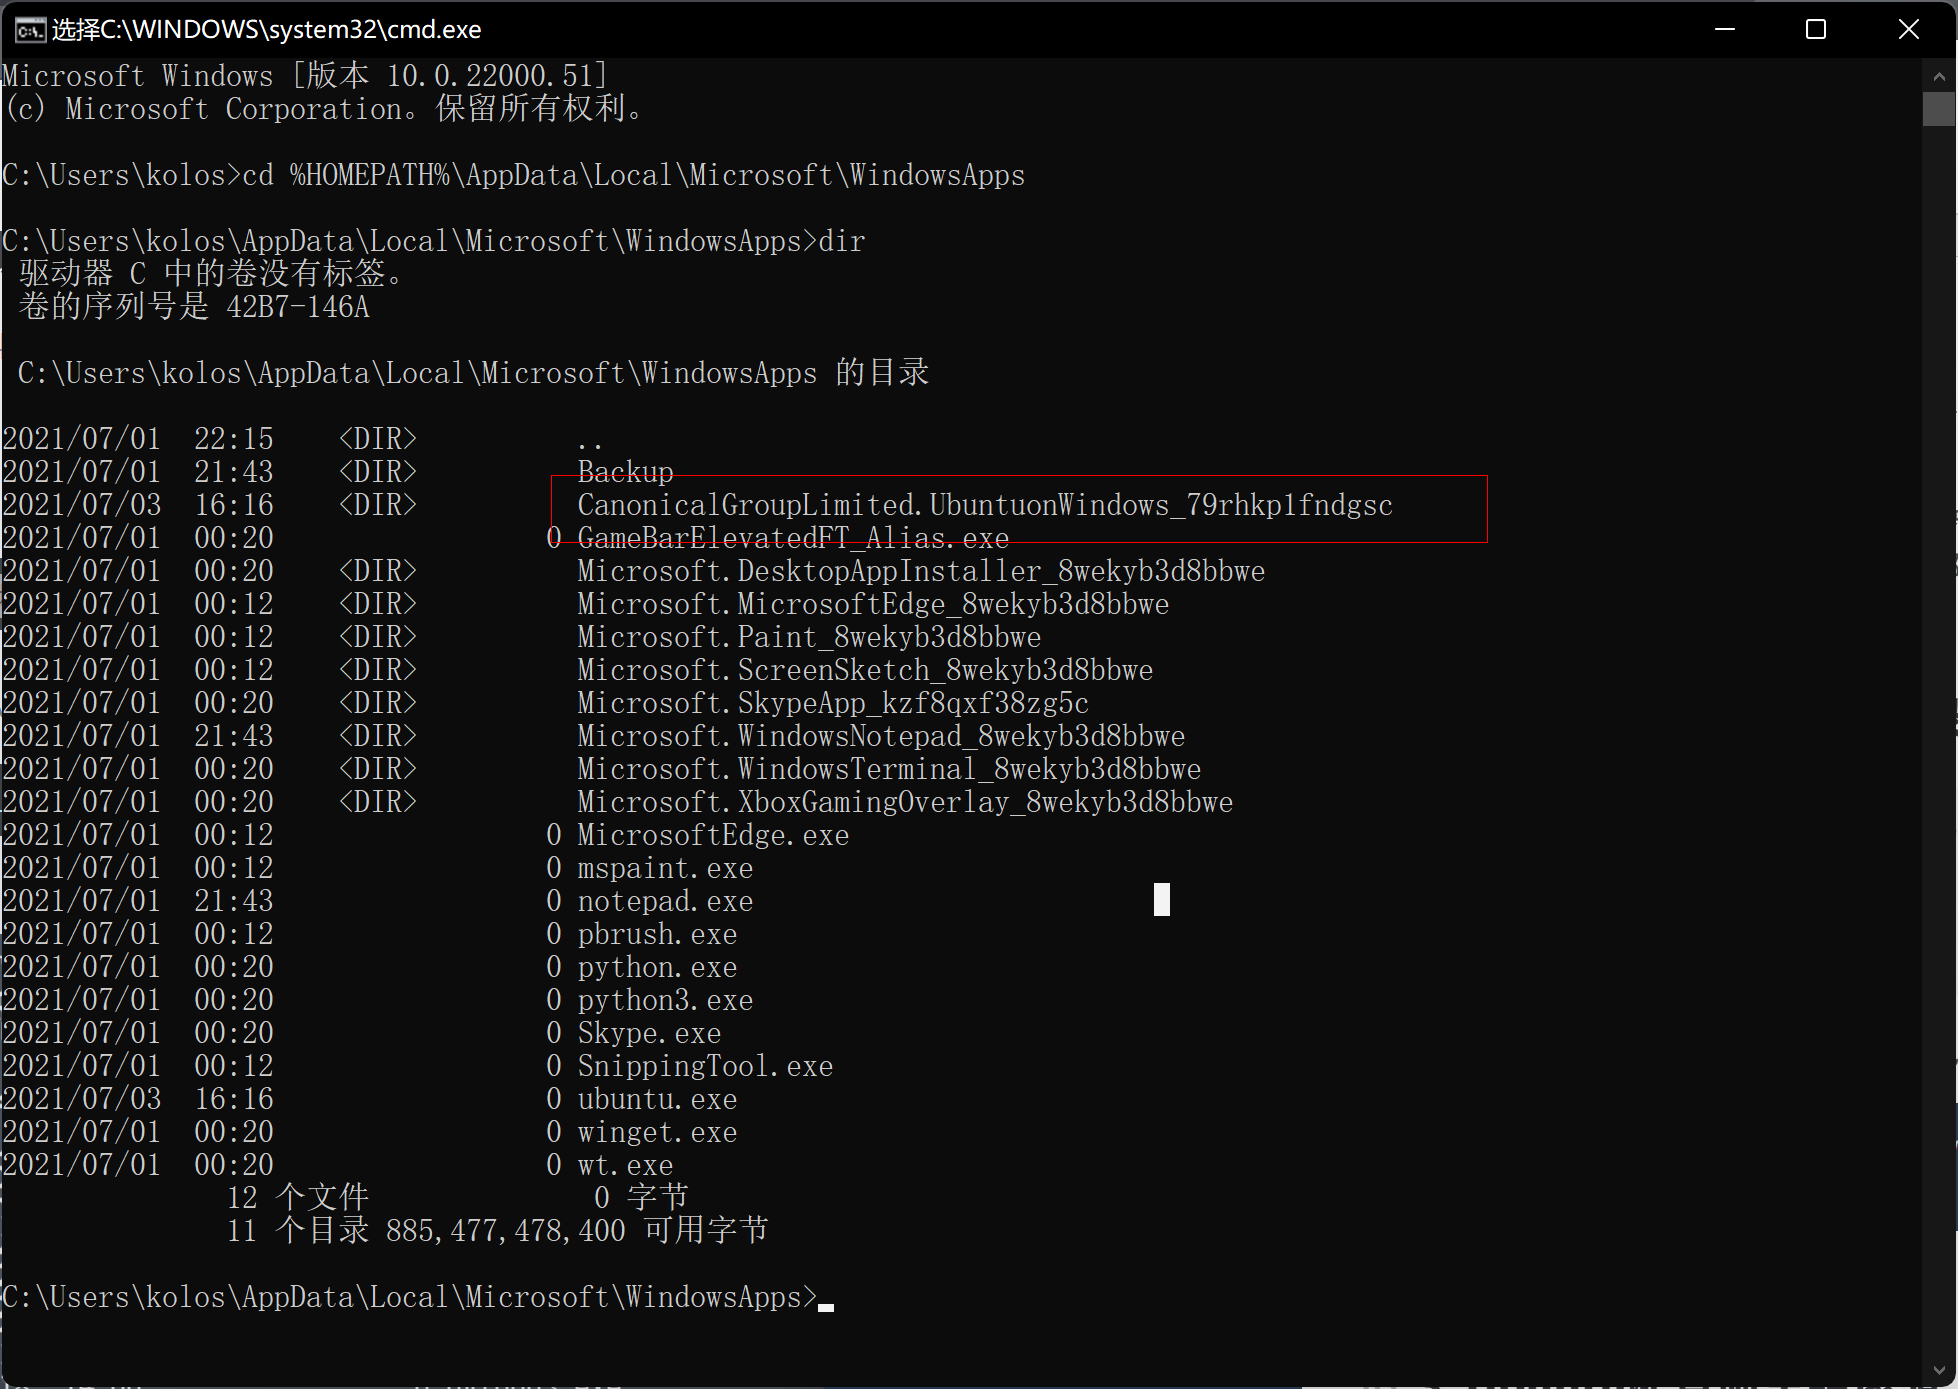 选择C:\WINDOWS\system32\cmd.exe
Microsoft Windows [版本 10.0.22000.51]
(c) Microsoft Corporation。保留所有权利。
C:\Users\kolos>cd %HOMEPATH%\AppData\Local\Microsoft\WindowsApps
C:\Users\kolos\AppData\Local\Microsoft\WindowsApps>dir
驱动器 C 中的卷没有标签。
卷的序列号是 42B7-146A
C:\Users\kolos\AppData\Local\Microsoft\WindowsApps 的目录
2021/07/01  22:15    <DIR>          ..
2021/07/01  21:43    <DIR>          Backup
2021/07/03  16:16    <DIR>          CanonicalGroupLimited.UbuntuonWindows_79rhkp1fndgsc
2021/07/01  00:20                 0 GameBarElevatedFT_Alias.exe
2021/07/01  00:20    <DIR>          Microsoft.DesktopAppInstaller_8wekyb3d8bbwe
2021/07/01  00:12    <DIR>          Microsoft.MicrosoftEdge_8wekyb3d8bbwe
2021/07/01  00:12    <DIR>          Microsoft.Paint_8wekyb3d8bbwe
2021/07/01  00:12    <DIR>          Microsoft.ScreenSketch_8wekyb3d8bbwe
2021/07/01  00:20    <DIR>          Microsoft.SkypeApp_kzf8qxf38zg5c
2021/07/01  21:43    <DIR>          Microsoft.WindowsNotepad_8wekyb3d8bbwe
2021/07/01  00:20    <DIR>          Microsoft.WindowsTerminal_8wekyb3d8bbwe
2021/07/01  00:20    <DIR>          Microsoft.XboxGamingOverlay_8wekyb3d8bbwe
2021/07/01  00:12                 0 MicrosoftEdge.exe
2021/07/01  00:12                 0 mspaint.exe
2021/07/01  21:43                 0 notepad.exe
2021/07/01  00:12                 0 pbrush.exe
2021/07/01  00:20                 0 python.exe
2021/07/01  00:20                 0 python3.exe
2021/07/01  00:20                 0 Skype.exe
2021/07/01  00:12                 0 SnippingTool.exe
2021/07/03  16:16                 0 ubuntu.exe
2021/07/01  00:20                 0 winget.exe
2021/07/01  00:20                 0 wt.exe
12 个文件              0 字节
11 个目录 885,477,478,400 可用字节
C:\Users\kolos\AppData\Local\Microsoft\WindowsApps>